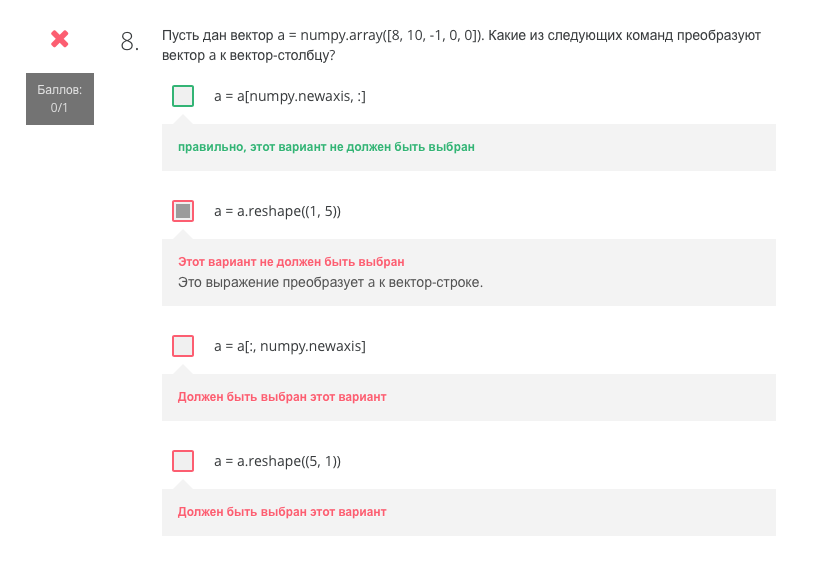 8.
Пусть дан вектор a = numpy.array([8, 10, -1, 0, 0]). Какие из следующих команд преобразуют
вектор a к вектор-столбцу?
Баллов:
0/1
a = a[numpy.newaxis, :]
правильно, этот вариант не должен быть выбран
a = a.reshape((1, 5))
Этот вариант не должен быть выбран
Это выражение преобразует a к вектор-строке.
a = a[:, numpy.newaxis]
Должен быть выбран этот вариант
a = a.reshape((5, 1))
Должен быть выбран этот вариант